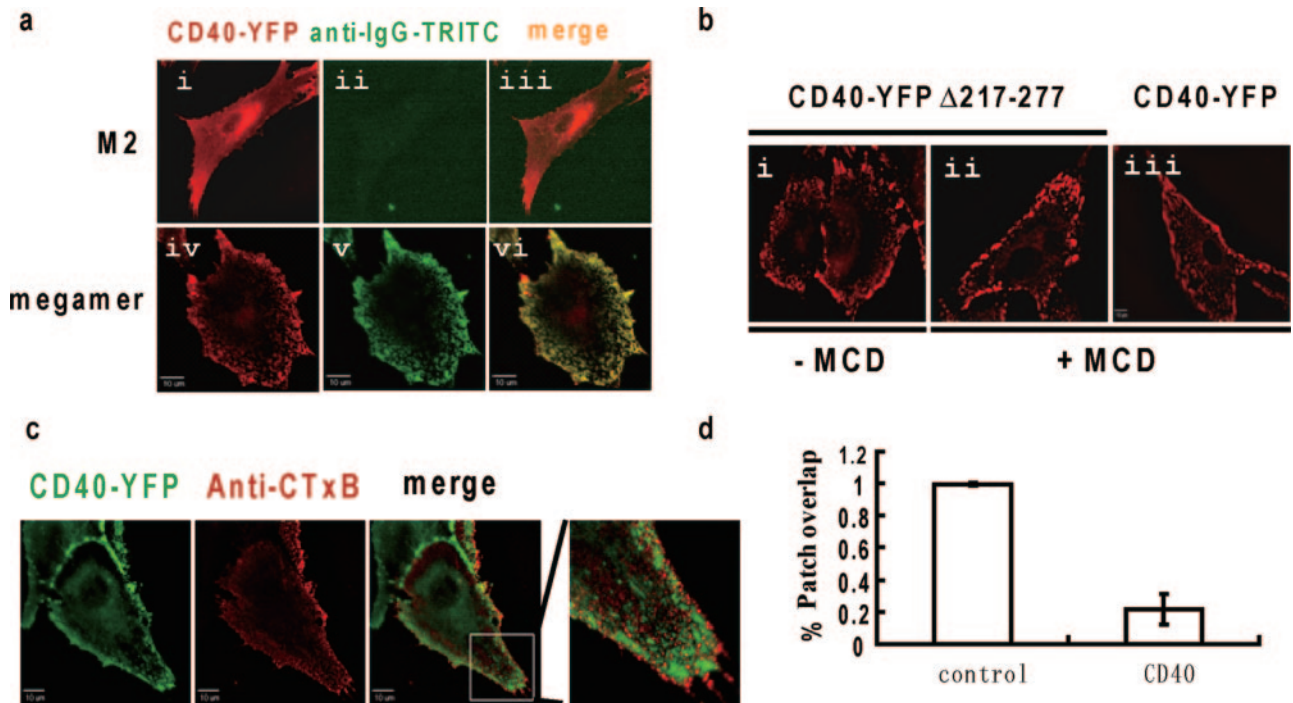 a
CD40-YFP anti-IgG-TRITC merge
i ii iii
M2
iv v vi
megamer
10 um 10 um 10 um
b
CD40-YFP Δ217-277 CD40-YFP
i ii iii
- MCD + MCD
c
CD40-YFP Anti-CTxB merge
10 um 10 um 10 um
d
% Patch overlap
1.2
1
0.8
0.6
0.4
0.2
0
control CD40